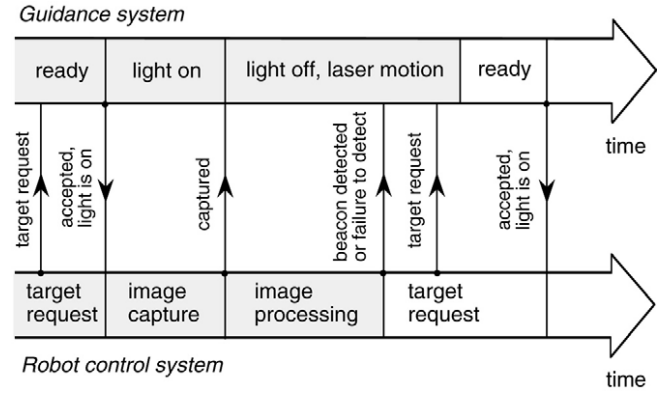 Guidance system
ready
light on
light off, laser motion
ready
time
target request
accepted,
light is on
captured
beacon detected
or failure to detect
target request
accepted,
light is on
target
request
image
capture
image
processing
target
request
Robot control system
time